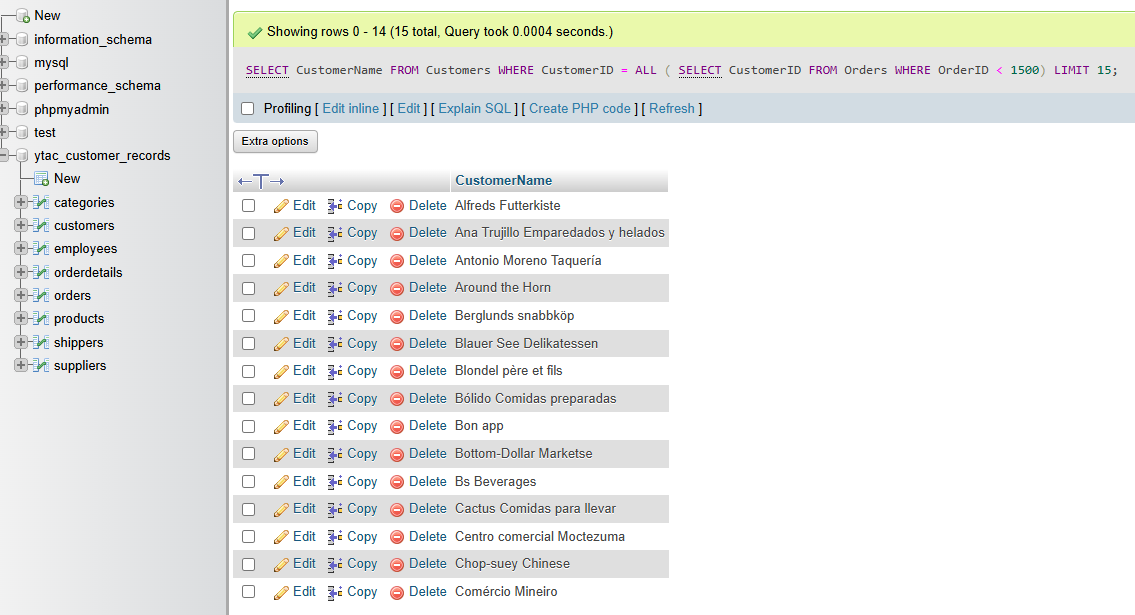 New
information_schema
mysql
performance_schema
phpmyadmin
test
ytac_customer_records
New
categories
customers
employees
orderdetails
orders
products
shippers
suppliers
Showing rows 0 - 14 (15 total, Query took 0.0004 seconds.)
SELECT CustomerName FROM Customers WHERE CustomerID = ALL ( SELECT CustomerID FROM Orders WHERE OrderID < 1500) LIMIT 15;
Profiling [ Edit inline ] [ Edit ] [ Explain SQL ] [ Create PHP code ] [ Refresh ]
Extra options
←T→ CustomerName
Edit Copy Delete Alfreds Futterkiste
Edit Copy Delete Ana Trujillo Emparedados y helados
Edit Copy Delete Antonio Moreno Taquería
Edit Copy Delete Around the Horn
Edit Copy Delete Berglunds snabbköp
Edit Copy Delete Blauer See Delikatessen
Edit Copy Delete Blondel père et fils
Edit Copy Delete Bólido Comidas preparadas
Edit Copy Delete Bon app
Edit Copy Delete Bottom-Dollar Marketse
Edit Copy Delete Bs Beverages
Edit Copy Delete Cactus Comidas para llevar
Edit Copy Delete Centro comercial Moctezuma
Edit Copy Delete Chop-suey Chinese
Edit Copy Delete Comércio Mineiro